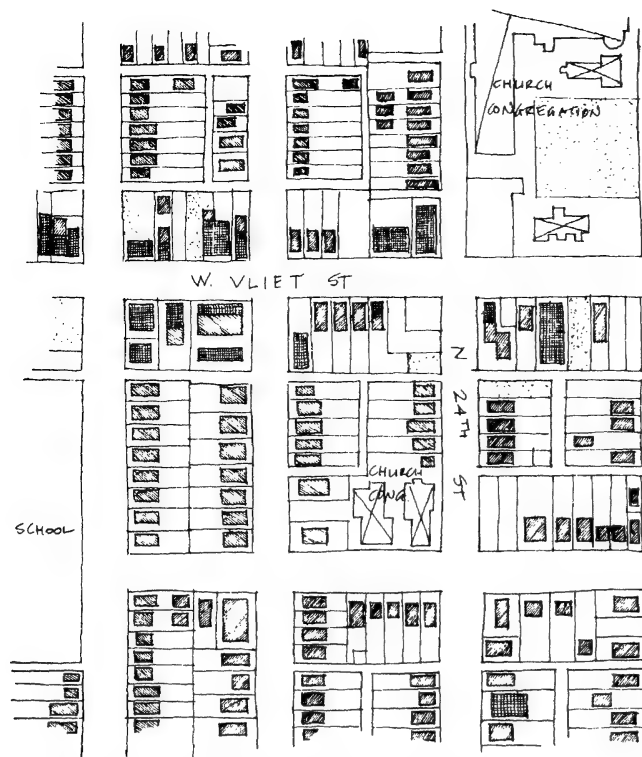 CHURCH
CONGREGATION
W. VLIET ST
N 24TH ST
CHURCH
CONG.
SCHOOL